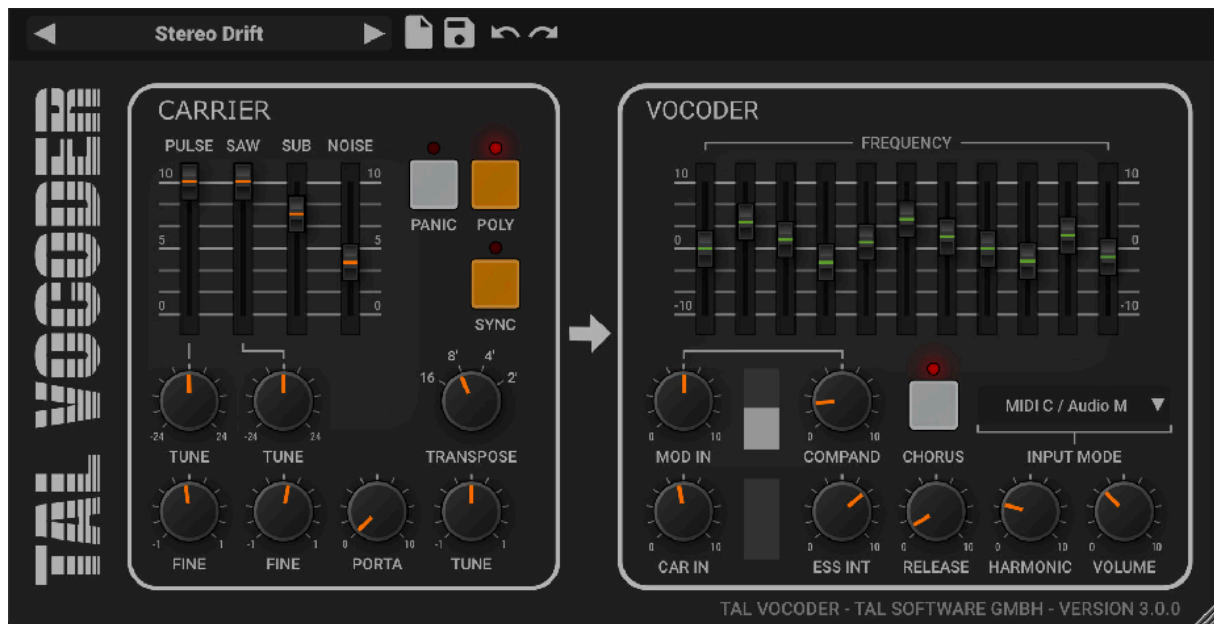 Stereo Drift
TAL VOCODER
CARRIER
PULSE SAW SUB NOISE
10 10
5 5
0 0
PANIC POLY
SYNC
8' 4'
16 2'
-24 24 -24 24
TUNE TUNE TRANSPOSE
-1 1 -1 1 0 10 -1 1
FINE FINE PORTA TUNE
VOCODER
FREQUENCY
10 10
0 0
-10 -10
MIDI C / Audio M
0 10 0 10
MOD IN COMPAND CHORUS INPUT MODE
0 10 0 10 0 10 0 10 0 10
CAR IN ESS INT RELEASE HARMONIC VOLUME
TAL VOCODER - TAL SOFTWARE GMBH - VERSION 3.0.0